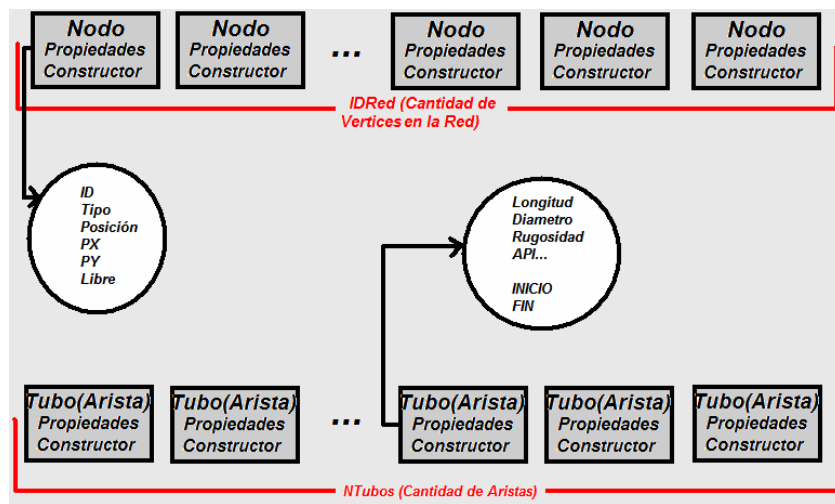 Nodo
Propiedades
Constructor
Nodo
Propiedades
Constructor
...
Nodo
Propiedades
Constructor
Nodo
Propiedades
Constructor
Nodo
Propiedades
Constructor
IDRed (Cantidad de
Vertices en la Red)
ID
Tipo
Posición
PX
PY
Libre
Longitud
Diametro
Rugosidad
API...
INICIO
FIN
Tubo(Arista)
Propiedades
Constructor
Tubo(Arista)
Propiedades
Constructor
...
Tubo(Arista)
Propiedades
Constructor
Tubo(Arista)
Propiedades
Constructor
Tubo(Arista)
Propiedades
Constructor
NTubos (Cantidad de Aristas)